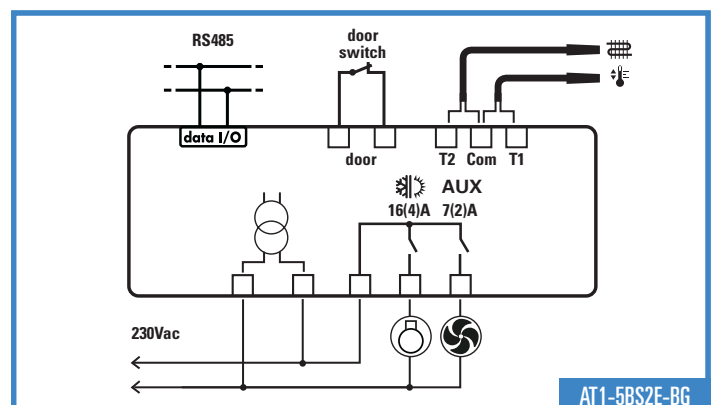 RS485
door
switch
data I/O
door
T2 Com T1
AUX
16(4)A 7(2)A
230Vac
AT1-5BS2E-BG